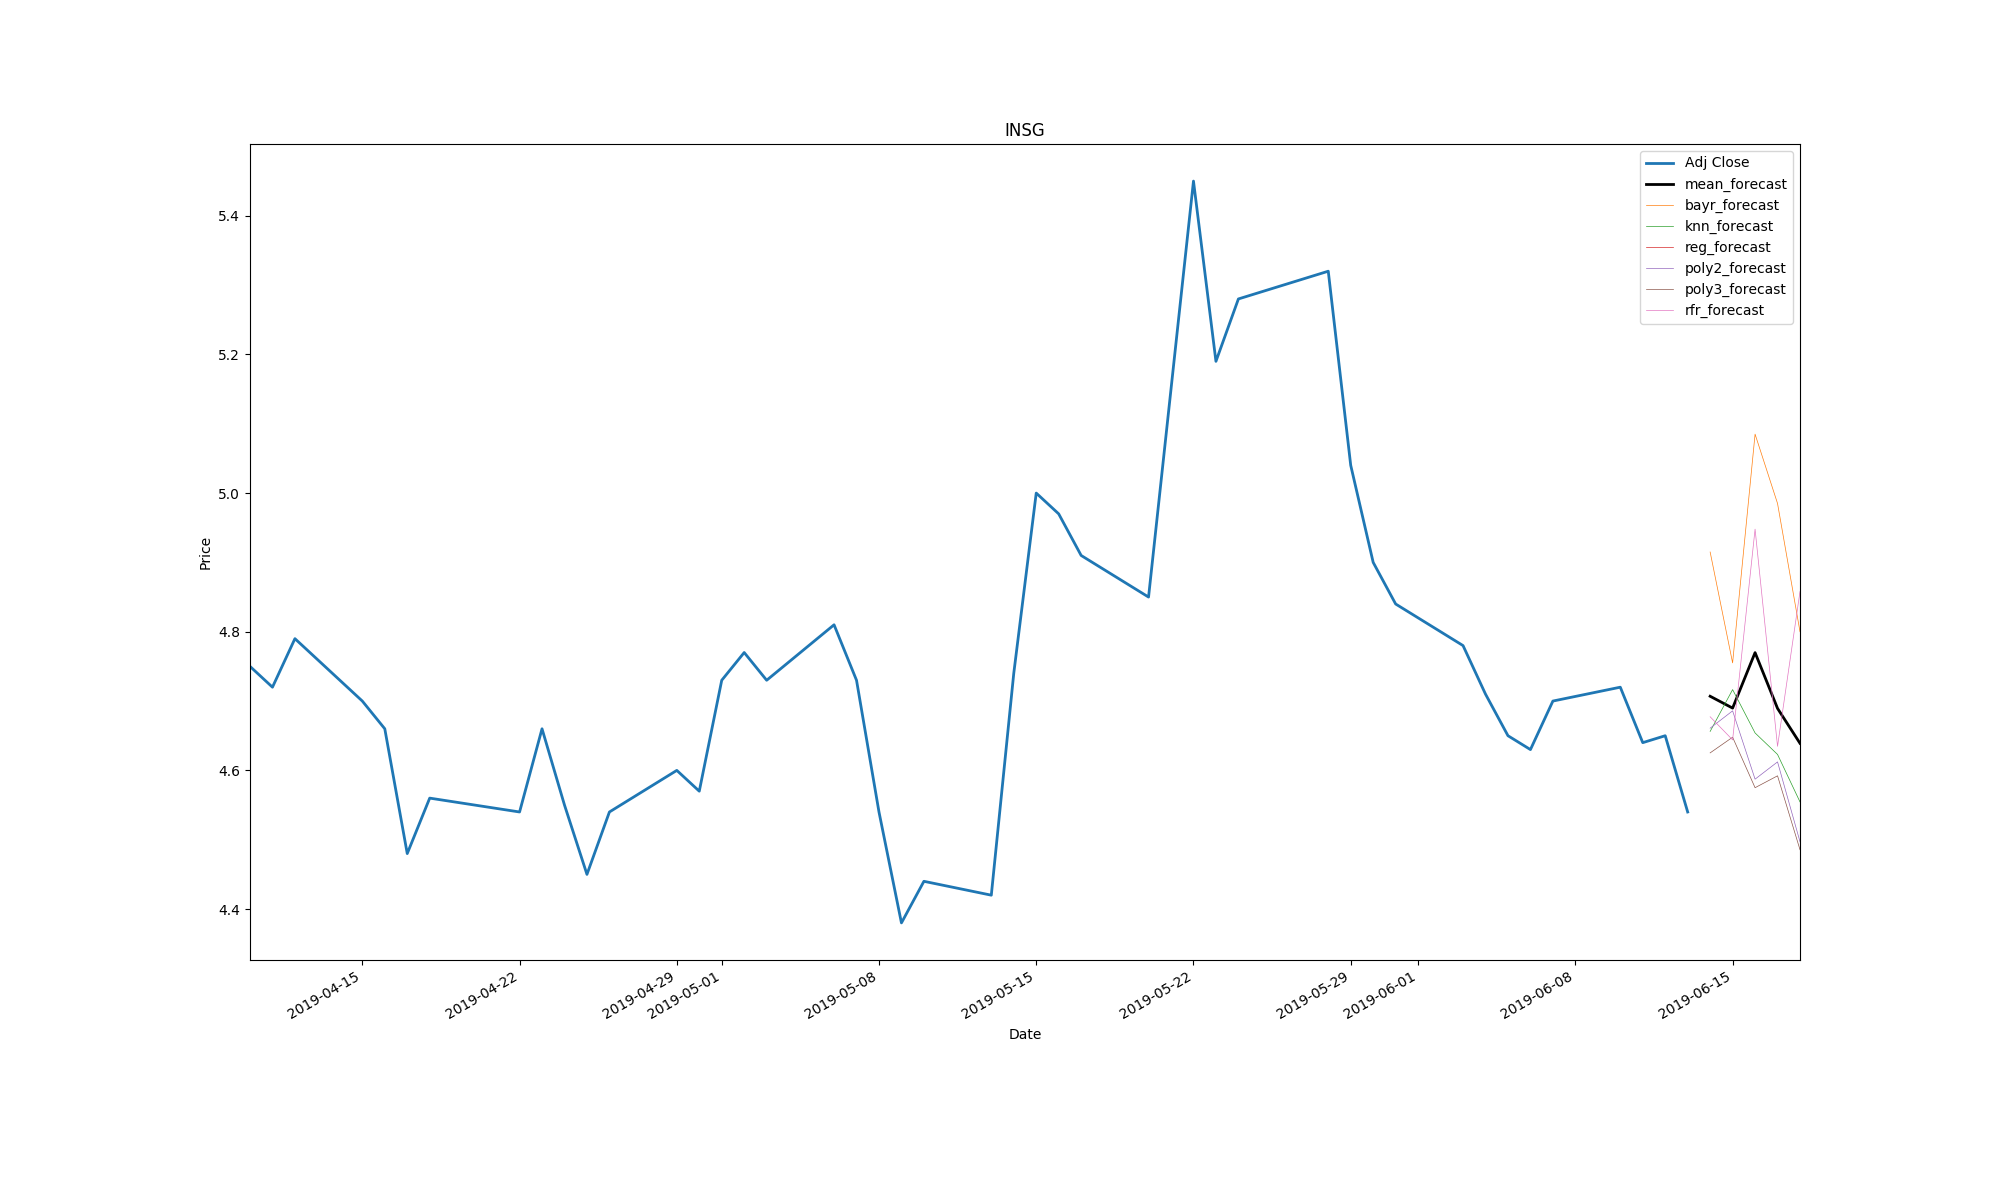 INSG
Adj Close
mean_forecast
bayr_forecast
knn_forecast
reg_forecast
poly2_forecast
poly3_forecast
rfr_forecast
5.4
5.2
5.0
4.8
4.6
4.4
Price
2019-04-15
2019-04-22
2019-04-29
2019-05-01
2019-05-08
2019-05-15
2019-05-22
2019-05-29
2019-06-01
2019-06-08
2019-06-15
Date